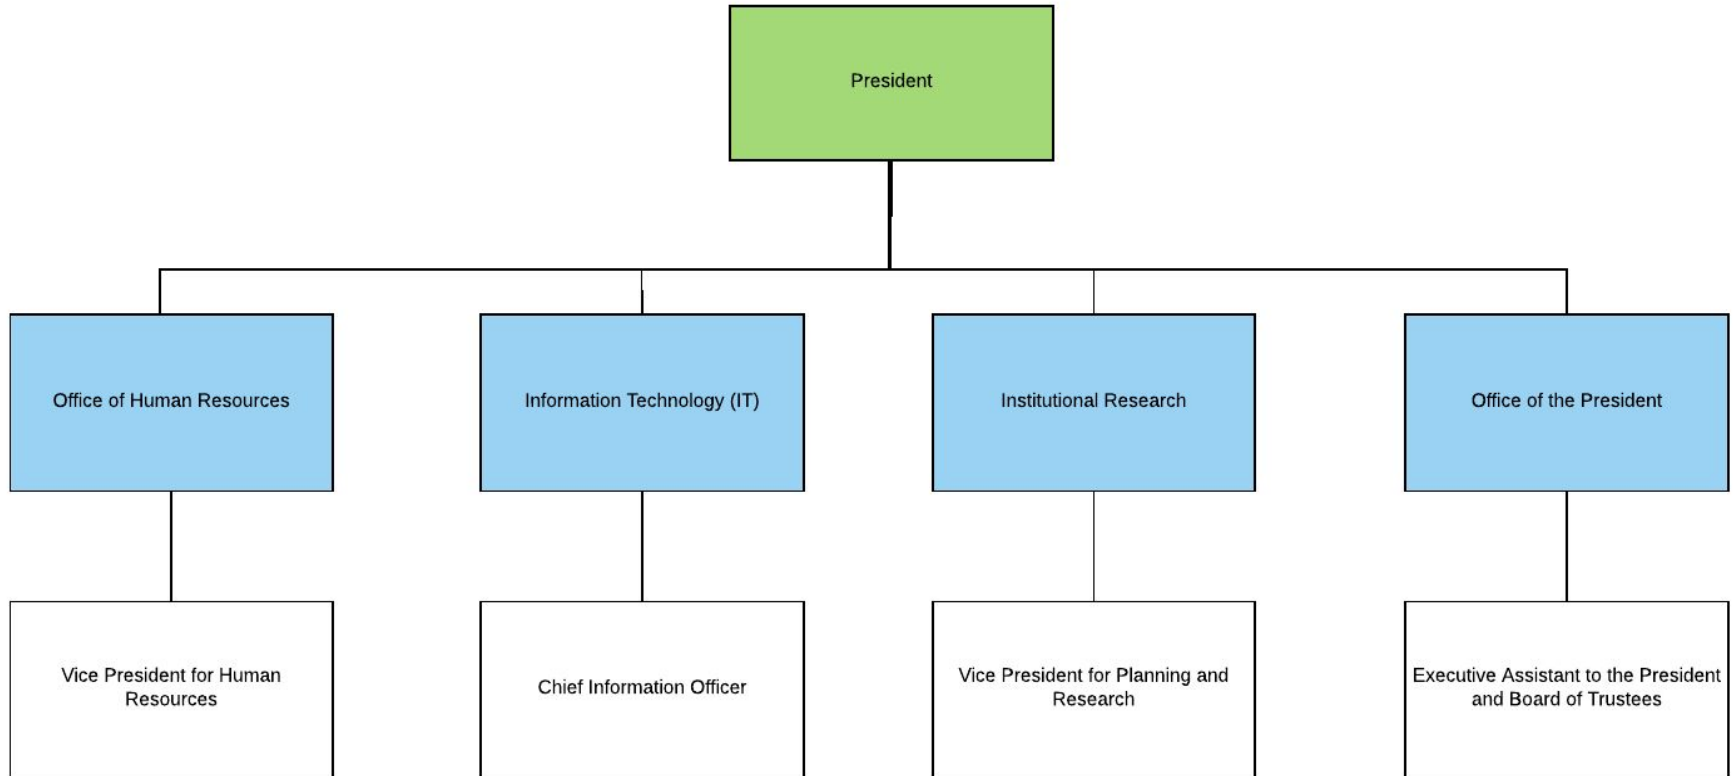 President
Office of Human Resources
Information Technology (IT)
Institutional Research
Office of the President
Vice President for Human
Resources
Chief Information Officer
Vice President for Planning and
Research
Executive Assistant to the President
and Board of Trustees